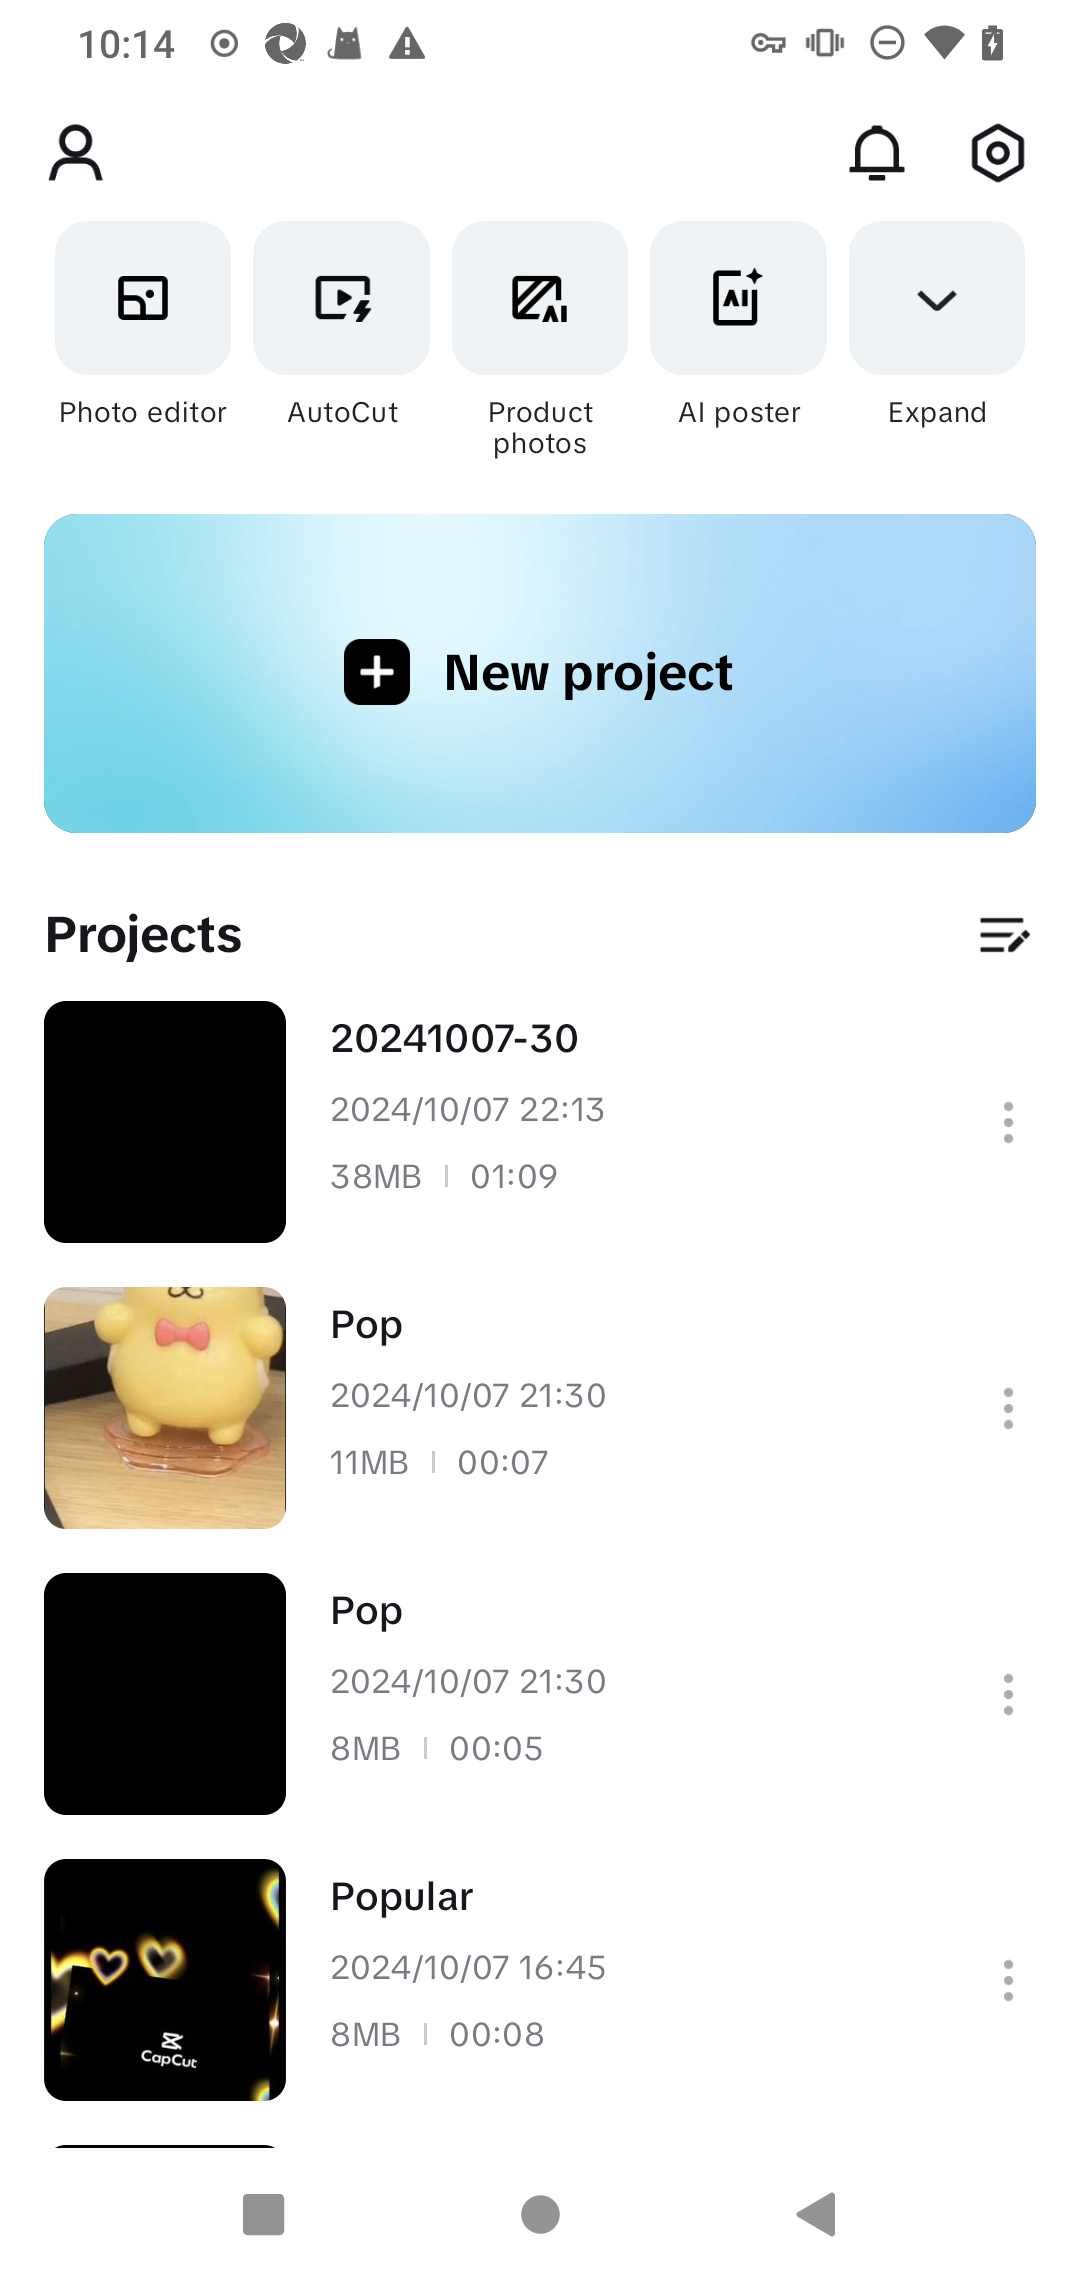 10:14
Photo editor
AutoCut
Product
photos
AI poster
Expand
New project
Projects
20241007-30
2024/10/07 22:13
38MB | 01:09
Pop
2024/10/07 21:30
11MB | 00:07
Pop
2024/10/07 21:30
8MB | 00:05
Popular
2024/10/07 16:45
8MB | 00:08
CapCut